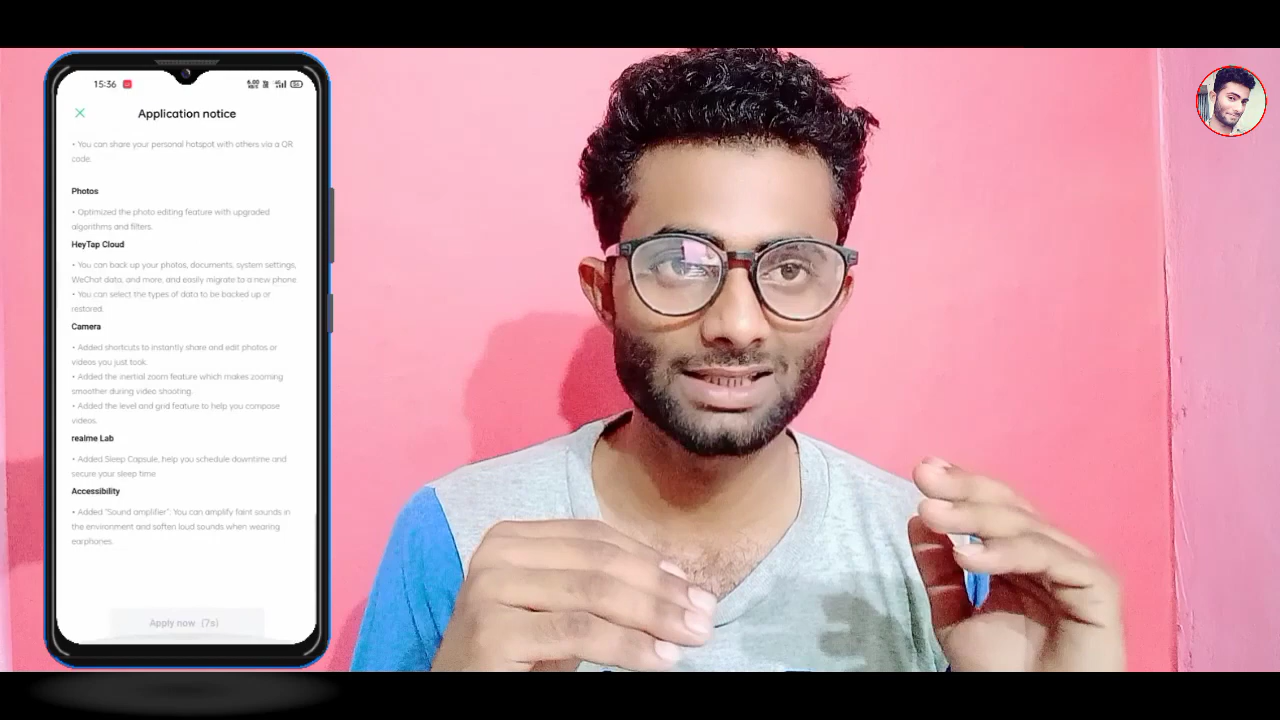 15:36
6.00
Application notice
• You can share your personal hotspot with others via a QR
code.
Photos
• Optimized the photo editing feature with upgraded
algorithms and filters.
HeyTap Cloud
• You can back up your photos, documents, system settings,
WeChat data, and more, and easily migrate to a new phone
• You can select the types of data to be backed up or
restored.
Camera
• Added shortcuts to instantly share and edit photos or
videos you just took.
• Added the inertial zoom feature which makes zooming
smoother during video shooting.
• Added the level and grid feature to help you compose
videos.
realme Lab
• Added Sleep Capsule, help you schedule downtime and
secure your sleep time
Accessibility
• Added "Sound amplifier": You can amplify faint sounds in
the environment and soften loud sounds when wearing
earphones.
Apply now (7s)